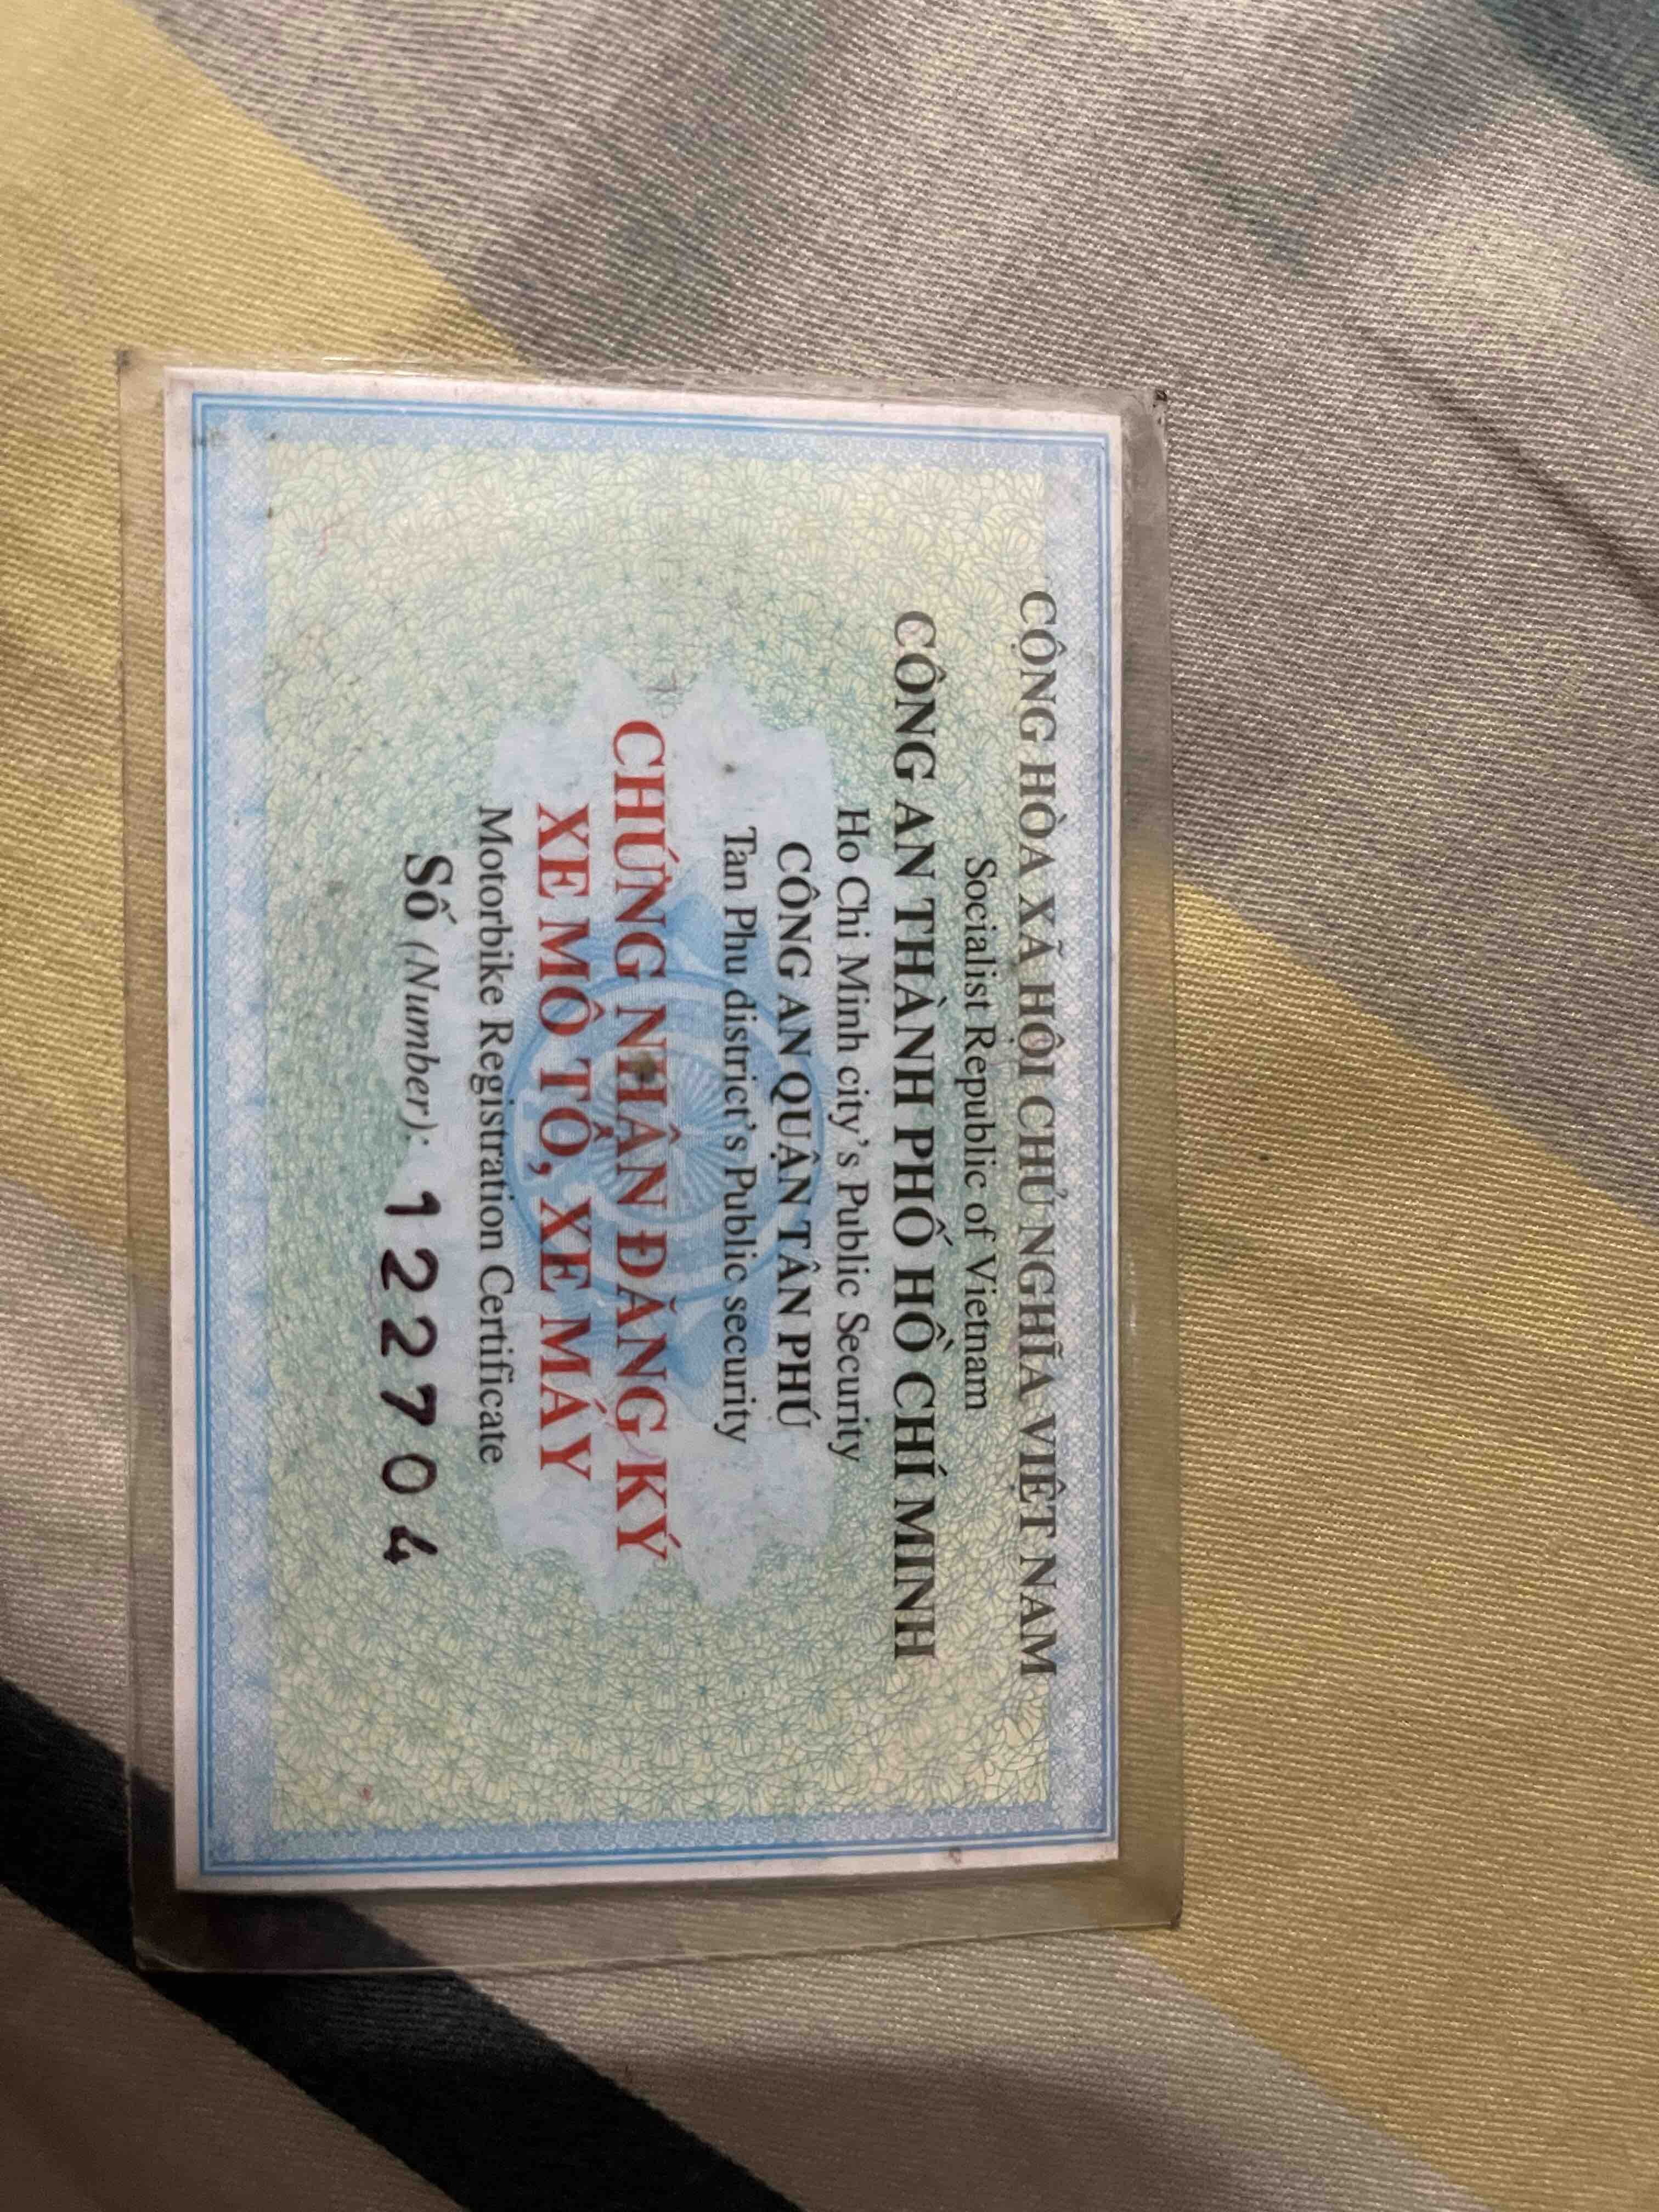 CỘNG HÒA XÃ HỘI CHỦ NGHĨA VIỆT NAM
Socialist Republic of Vietnam
CÔNG AN THÀNH PHỐ HỒ CHÍ MINH
Ho Chi Minh city's Public Security
CÔNG AN QUẬN TÂN PHÚ
Tan Phu district's Public security
CHỨNG NHẬN ĐĂNG KÝ
XE MÔ TÔ, XE MÁY
Motorbike Registration Certificate
Số (Number): 122704